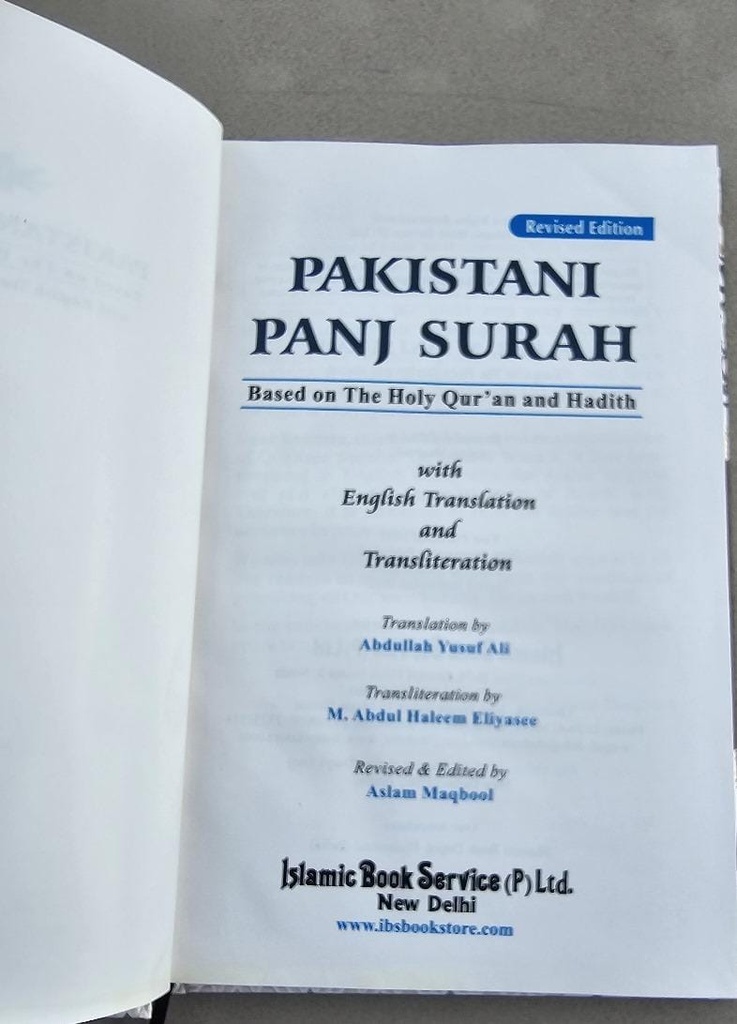 Revised Edition
PAKISTANI
PANJ SURAH
Based on The Holy Qur'an and Hadith
with
English Translation
and
Transliteration
Translation by
Abdullah Yusuf Ali
Transliteration by
M. Abdul Haleem Eliyasee
Revised & Edited by
Aslam Maqbool
Islamic Book Service (P) Ltd.
New Delhi
www.ibsbookstore.com